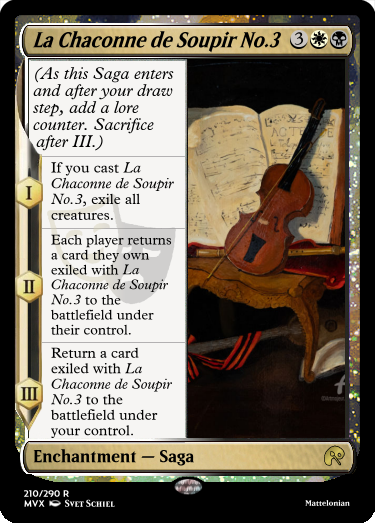 La Chaconne de Soupir No.3 3
(As this Saga enters
and after your draw
step, add a lore
counter. Sacrifice
after III.)
I
If you cast La
Chaconne de Soupir
No.3, exile all
creatures.
II
Each player returns
a card they own
exiled with La
Chaconne de Soupir
No.3 to the
battlefield under
their control.
III
Return a card
exiled with La
Chaconne de Soupir
No.3 to the
battlefield under
your control.
Enchantment — Saga
210/290 R
MVX • Svet Schiel
Mattelonian